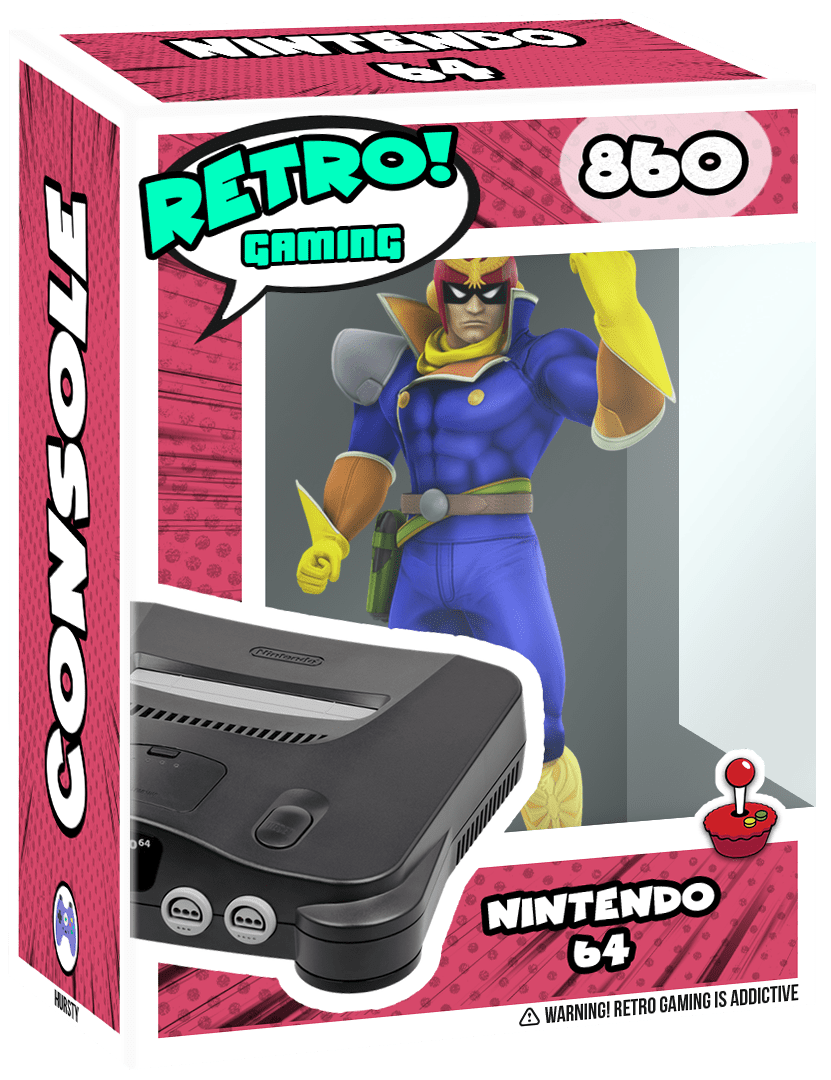 NINTENDO
64
RETRO!
GAMING
860
CONSOLE
Nintendo
64
NINTENDO
64
WARNING! RETRO GAMING IS ADDICTIVE
HURSTY